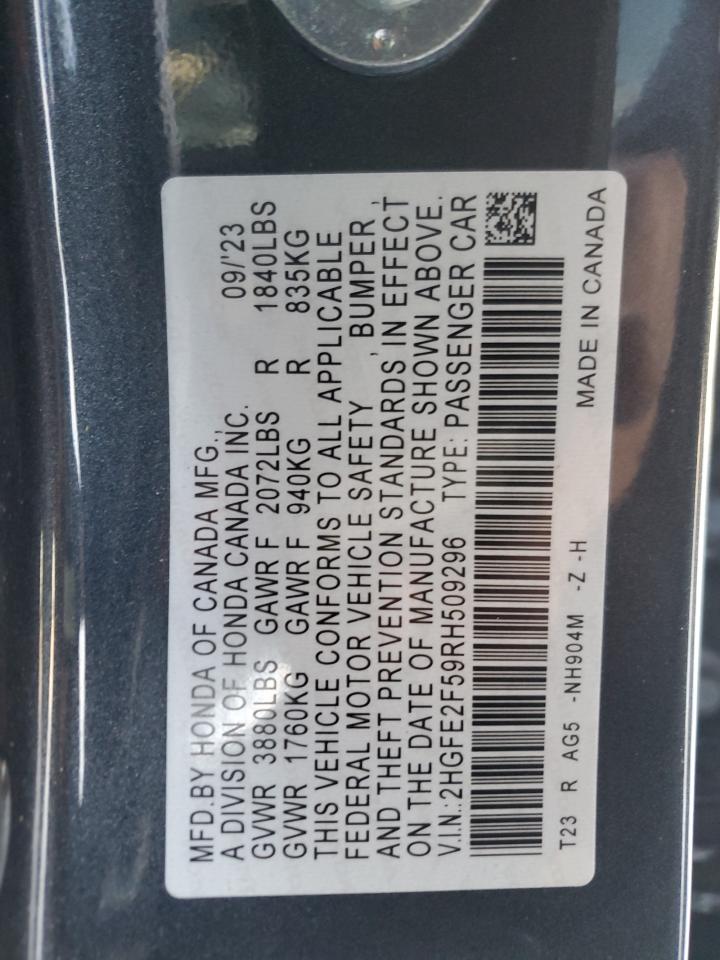 MFD.BY HONDA OF CANADA MFG.,
A DIVISION OF HONDA CANADA INC. 09/'23
GVWR 3880LBS GAWR F 2072LBS R 1840LBS
GVWR 1760KG GAWR F 940KG R 835KG
THIS VEHICLE CONFORMS TO ALL APPLICABLE
FEDERAL MOTOR VEHICLE SAFETY, BUMPER,
AND THEFT PREVENTION STANDARDS IN EFFECT
ON THE DATE OF MANUFACTURE SHOWN ABOVE.
V.I.N.:2HGFE2F59RH509296 TYPE: PASSENGER CAR
T23 R AG5 -NH904M -Z -H
MADE IN CANADA